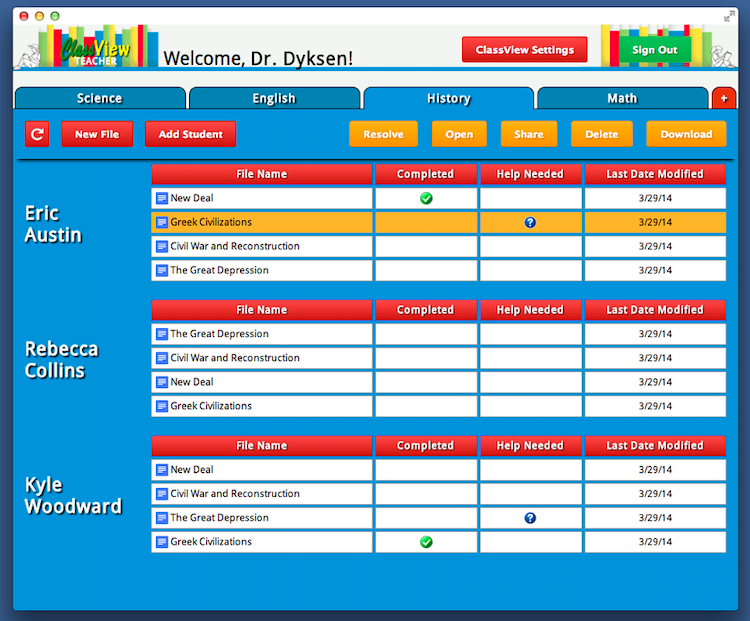 ClassView
TEACHER
Welcome, Dr. Dyksen!
ClassView Settings
Sign Out
Science English History Math +
New File Add Student Resolve Open Share Delete Download
Eric
Austin
File Name Completed Help Needed Last Date Modified
New Deal 3/29/14
Greek Civilizations ? 3/29/14
Civil War and Reconstruction 3/29/14
The Great Depression 3/29/14
Rebecca
Collins
File Name Completed Help Needed Last Date Modified
The Great Depression 3/29/14
Civil War and Reconstruction 3/29/14
New Deal 3/29/14
Greek Civilizations 3/29/14
Kyle
Woodward
File Name Completed Help Needed Last Date Modified
New Deal 3/29/14
Civil War and Reconstruction 3/29/14
The Great Depression ? 3/29/14
Greek Civilizations 3/29/14